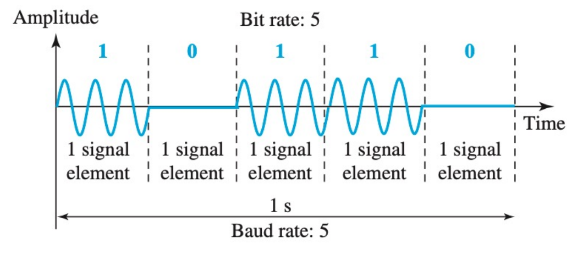 Amplitude
Bit rate: 5
1 0 1 1 0
Time
1 signal 1 signal 1 signal 1 signal 1 signal
element element element element element
1 s
Baud rate: 5